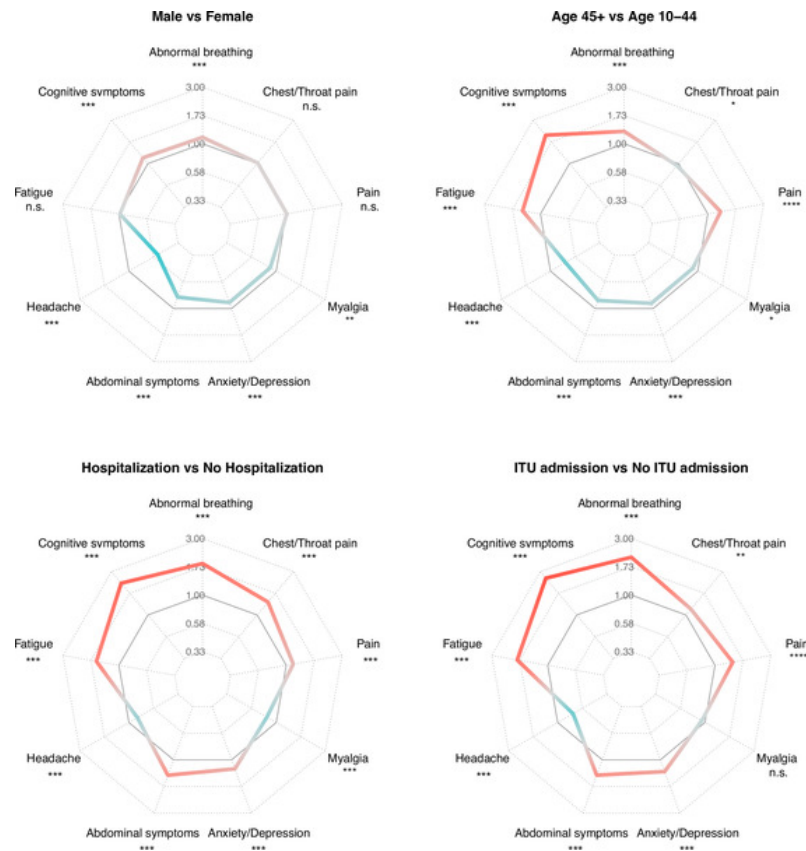 Male vs Female
Abnormal breathing
***
Cognitive symptoms
***
Chest/Throat pain
n.s.
3.00
1.73
1.00
0.58
0.33
Fatigue
n.s.
Pain
n.s.
Headache
***
Myalgia
**
Abdominal symptoms
***
Anxiety/Depression
***
Age 45+ vs Age 10–44
Abnormal breathing
***
Cognitive symptoms
***
Chest/Throat pain
*
3.00
1.73
1.00
0.58
0.33
Fatigue
***
Pain
****
Headache
***
Myalgia
*
Abdominal symptoms
***
Anxiety/Depression
***
Hospitalization vs No Hospitalization
Abnormal breathing
***
Cognitive symptoms
***
Chest/Throat pain
***
3.00
1.73
1.00
0.58
0.33
Fatigue
***
Pain
***
Headache
***
Myalgia
***
Abdominal symptoms
***
Anxiety/Depression
***
ITU admission vs No ITU admission
Abnormal breathing
***
Cognitive symptoms
***
Chest/Throat pain
**
3.00
1.73
1.00
0.58
0.33
Fatigue
***
Pain
****
Headache
***
Myalgia
n.s.
Abdominal symptoms
***
Anxiety/Depression
***